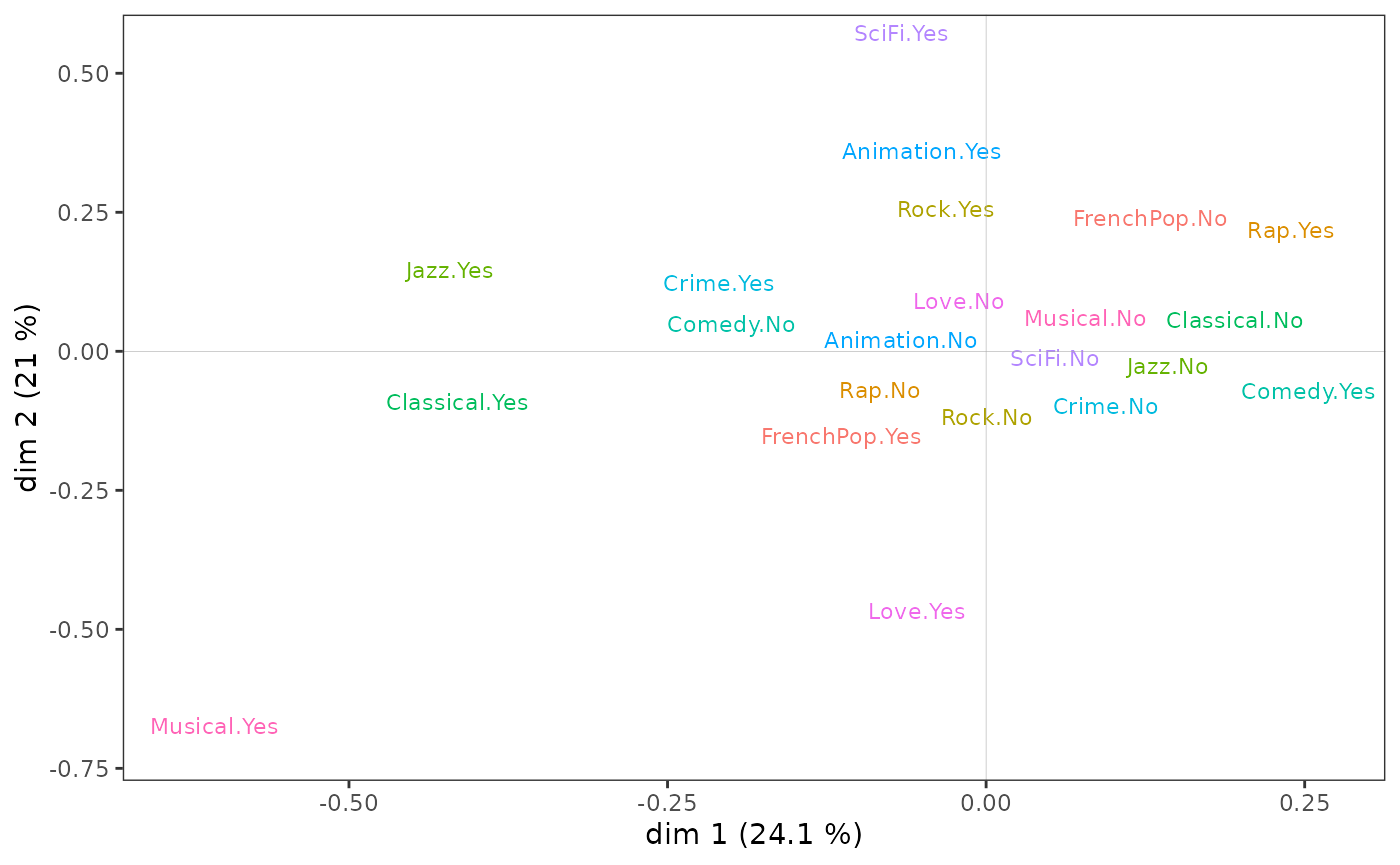 SciFi.Yes
0.50
Animation.Yes
0.25
Rock.Yes
FrenchPop.No
Rap.Yes
Jazz.Yes
Crime.Yes
Love.No
Comedy.No
Musical.No
Classical.No
0.00
Animation.No
SciFi.No
Jazz.No
Rap.No
Comedy.Yes
Classical.Yes
Rock.No
Crime.No
FrenchPop.Yes
-0.25
-0.50
Love.Yes
Musical.Yes
-0.75
dim 2 (21 %)
-0.50
-0.25
0.00
0.25
dim 1 (24.1 %)